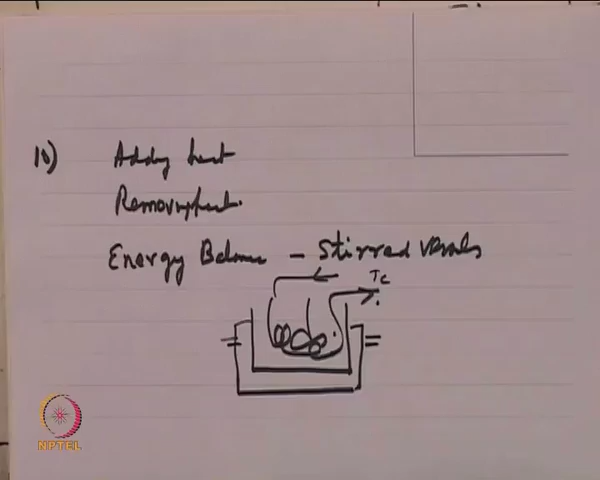 10) Adding heat
Removing heat.
Energy Balance - Stirred Vessels
Tc
NPTEL